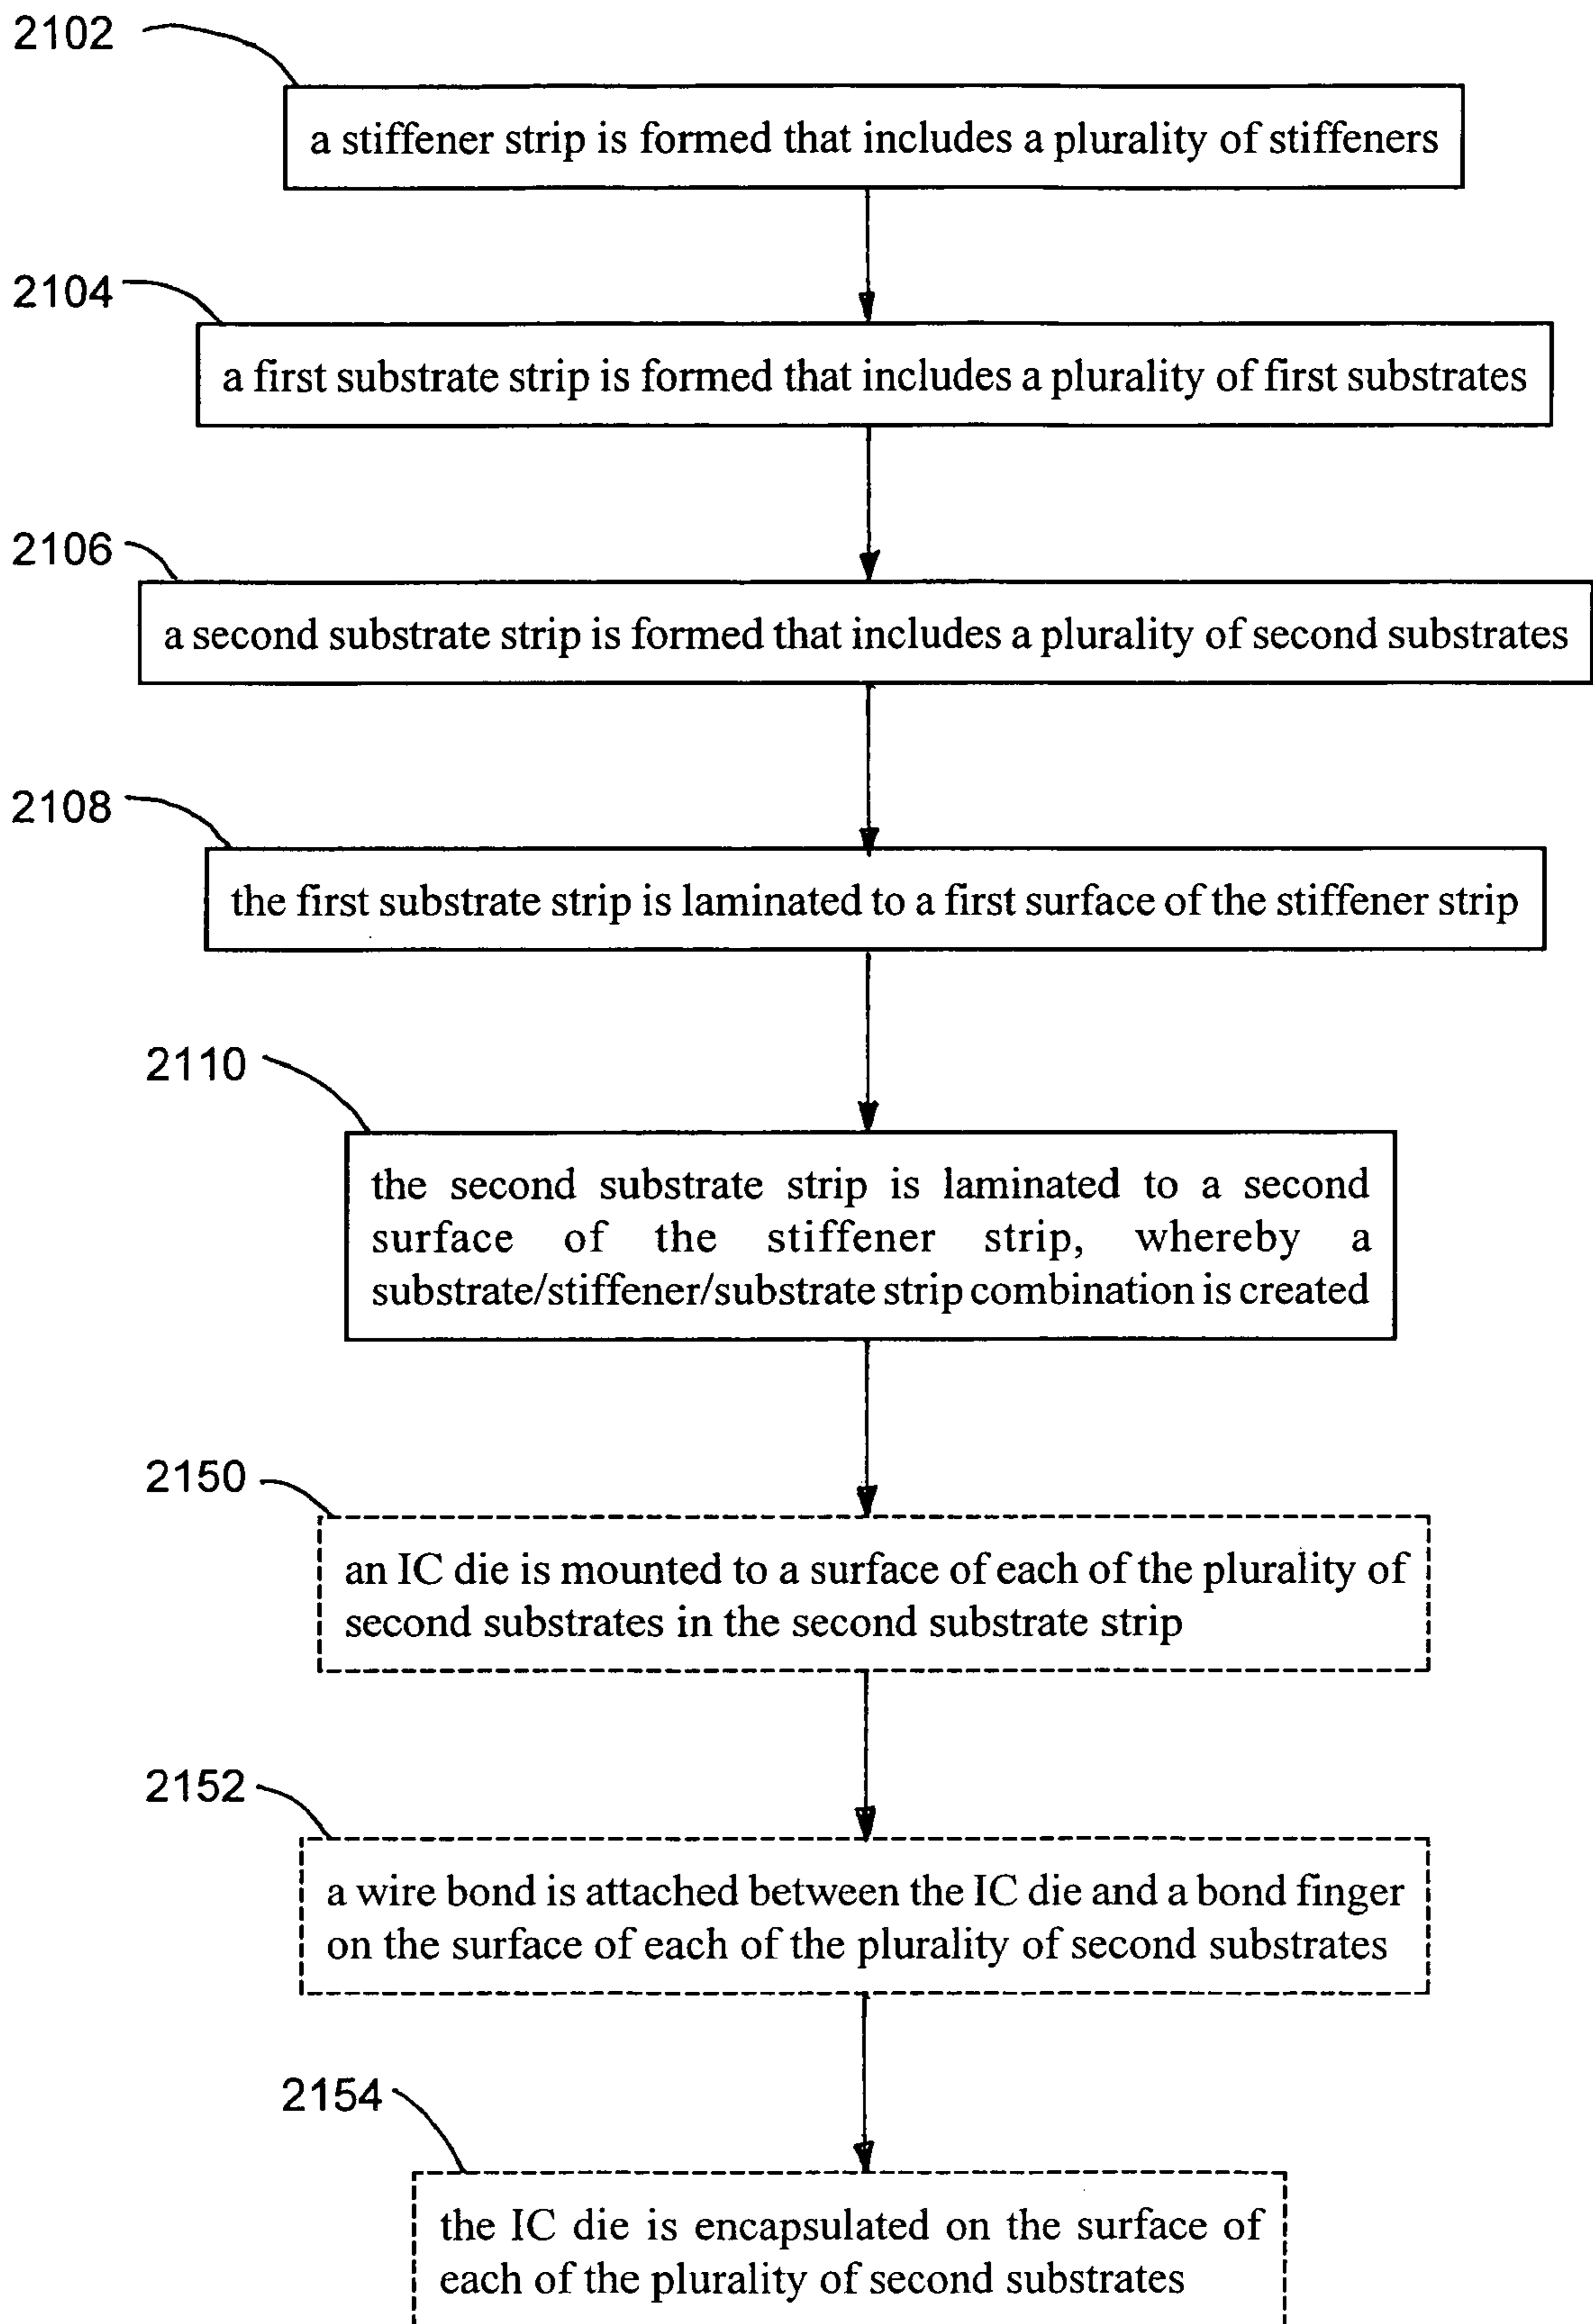 2102
a stiffener strip is formed that includes a plurality of stiffeners
2104
a first substrate strip is formed that includes a plurality of first substrates
2106
a second substrate strip is formed that includes a plurality of second substrates
2108
the first substrate strip is laminated to a first surface of the stiffener strip
2110
the second substrate strip is laminated to a second
surface of the stiffener strip, whereby a
substrate/stiffener/substrate strip combination is created
2150
an IC die is mounted to a surface of each of the plurality of
second substrates in the second substrate strip
2152
a wire bond is attached between the IC die and a bond finger
on the surface of each of the plurality of second substrates
2154
the IC die is encapsulated on the surface of
each of the plurality of second substrates